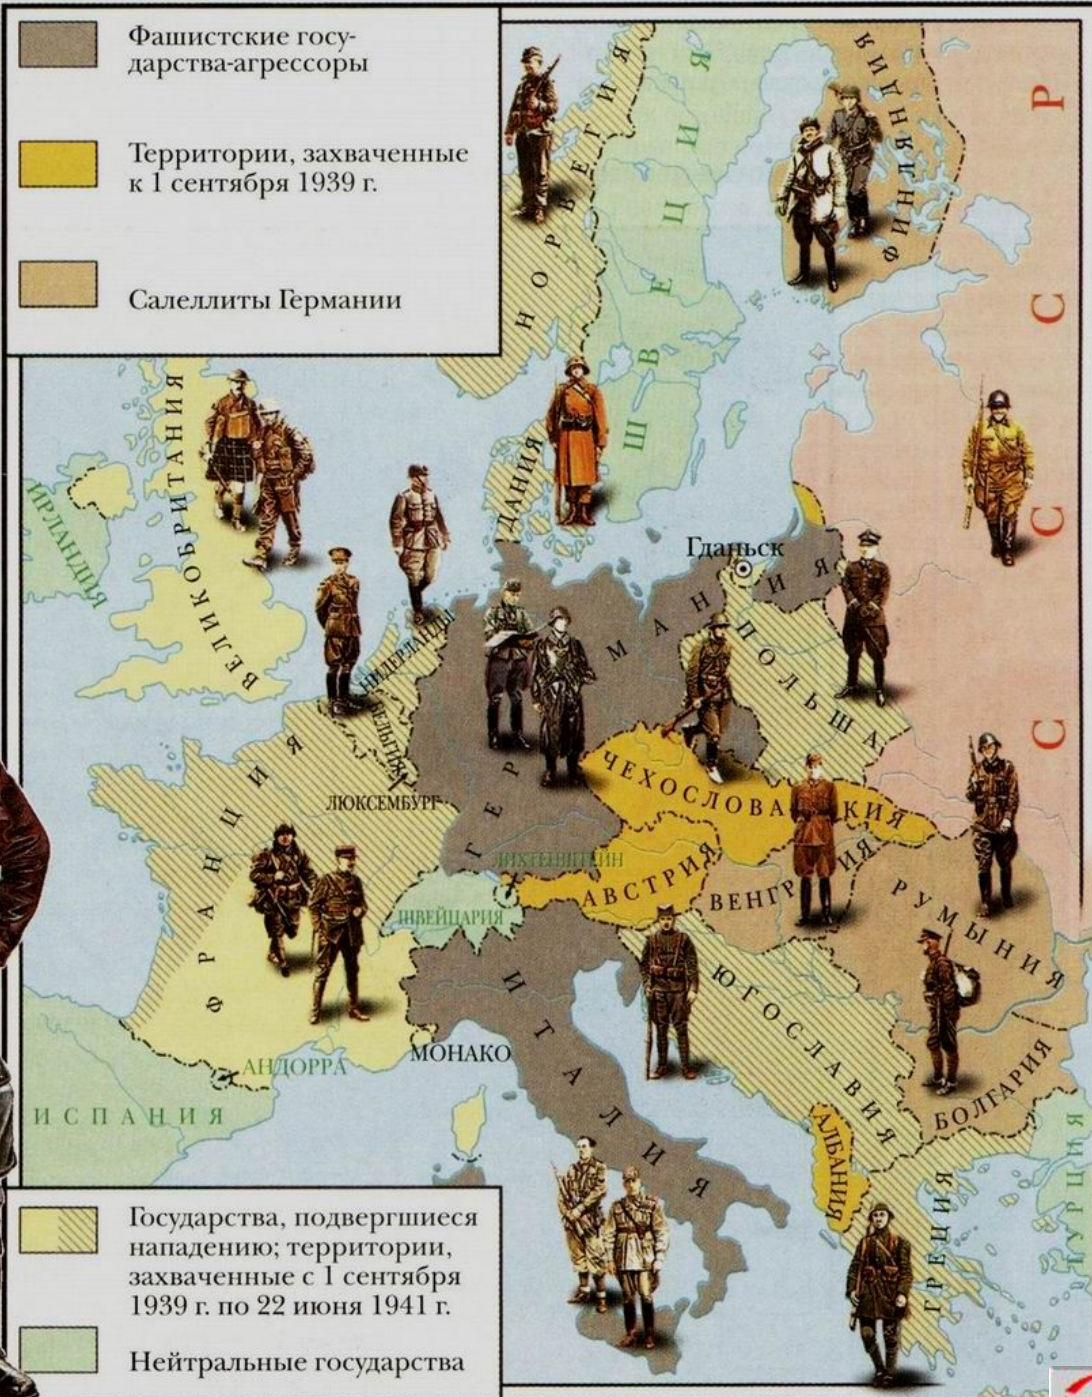 Фашистские госу-
дарства-агрессоры
Территории, захваченные
к 1 сентября 1939 г.
Салеллиты Германии
НОРВЕГИЯ
ШВЕЦИЯ
ФИНЛЯНДИЯ
СССР
ВЕЛИКОБРИТАНИЯ
ИРЛАНДИЯ
ДАНИЯ
Гданьск
НИДЕРЛАНДЫ
БЕЛЬГИЯ
ЛЮКСЕМБУРГ
ГЕРМАНИЯ
ПОЛЬША
ЧЕХОСЛОВАКИЯ
ФРАНЦИЯ
ЛИХТЕНШТЕЙН
АВСТРИЯ
ШВЕЙЦАРИЯ
ВЕНГРИЯ
РУМЫНИЯ
ИТАЛИЯ
ЮГОСЛАВИЯ
МОНАКО
АНДОРРА
ИСПАНИЯ
БОЛГАРИЯ
АЛБАНИЯ
ГРЕЦИЯ
ТУРЦИЯ
Государства, подвергшиеся
нападению; территории,
захваченные с 1 сентября
1939 г. по 22 июня 1941 г.
Нейтральные государства